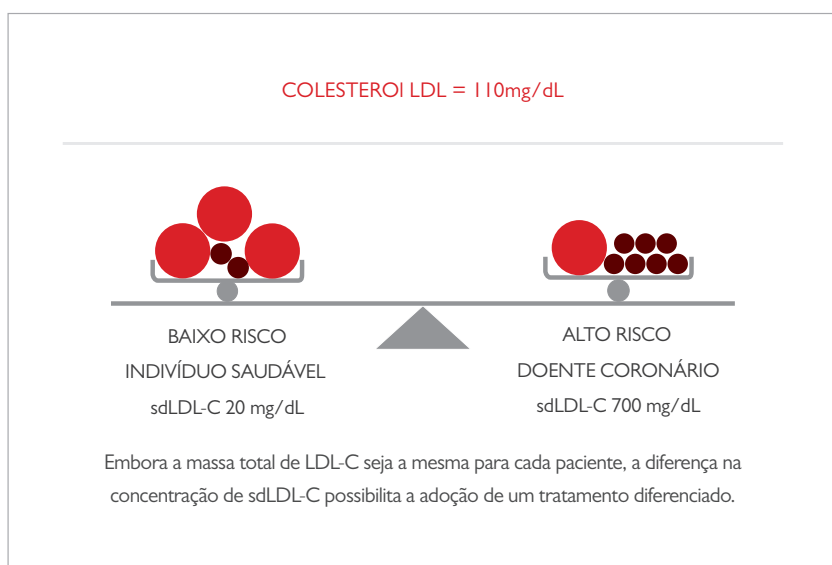 COLESTEROI LDL = 110mg/dL
BAIXO RISCO
INDIVÍDUO SAUDÁVEL
sdLDL-C 20 mg/dL
ALTO RISCO
DOENTE CORONÁRIO
sdLDL-C 700 mg/dL
Embora a massa total de LDL-C seja a mesma para cada paciente, a diferença na
concentração de sdLDL-C possibilita a adoção de um tratamento diferenciado.